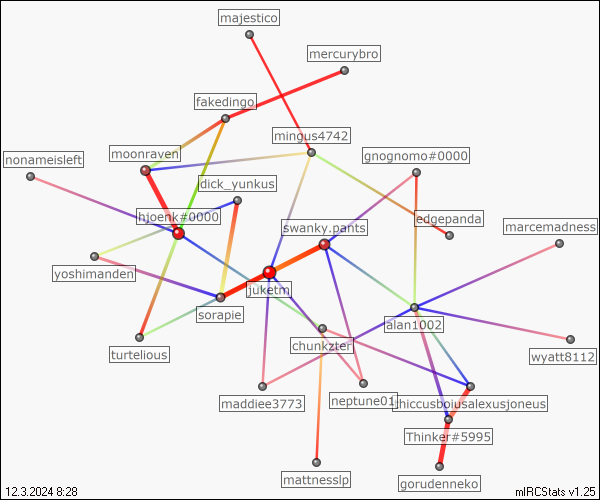 majestico
mercurybro
fakedingo
mingus4742
nonameisleft
moonraven
gnognomo#0000
dick_yunkus
hjoenk#0000
edgepanda
swanky.pants
marcemadness
yoshimanden
juketm
sorapie
alan1002
chunkzter
turtelious
wyatt8112
maddiee3773
neptune01
jhiccusboiusalexusjoneus
Thinker#5995
mattnesslp
gorudenneko
12.3.2024 8:28
mIRCStats v1.25